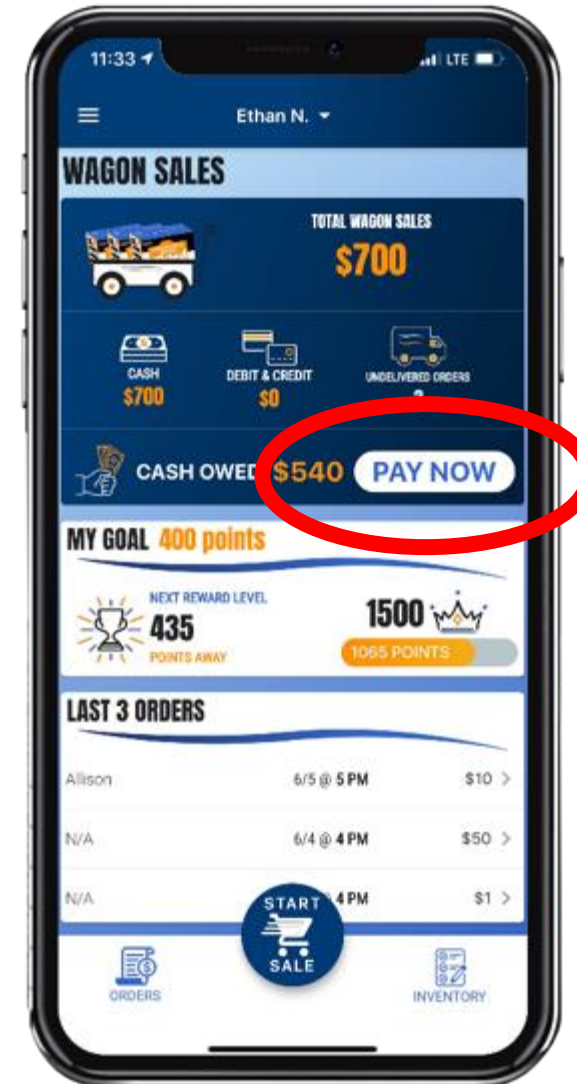 11:33
LTE
Ethan N.
WAGON SALES
TOTAL WAGON SALES
$700
CASH
$700
DEBIT & CREDIT
$0
UNDELIVERED ORDERS
CASH OWED $540 PAY NOW
MY GOAL 400 points
NEXT REWARD LEVEL
435
POINTS AWAY
1500
1065 POINTS
LAST 3 ORDERS
Allison 6/5 @ 5 PM $10 >
N/A 6/4 @ 4 PM $50 >
N/A 4 PM $1 >
START
SALE
ORDERS
INVENTORY